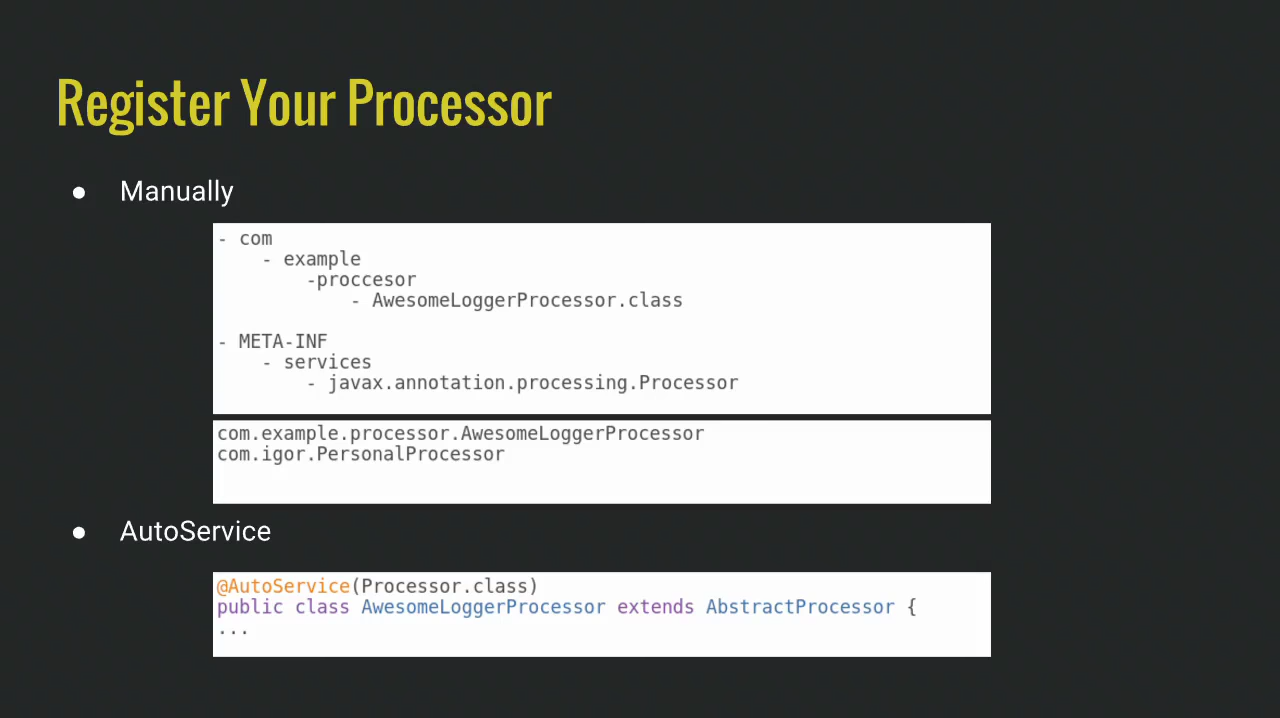 Register Your Processor
● Manually
- com
    - example
        -proccesor
            - AwesomeLoggerProcessor.class
- META-INF
    - services
        - javax.annotation.processing.Processor
com.example.processor.AwesomeLoggerProcessor
com.igor.PersonalProcessor
● AutoService
@AutoService(Processor.class)
public class AwesomeLoggerProcessor extends AbstractProcessor {
...